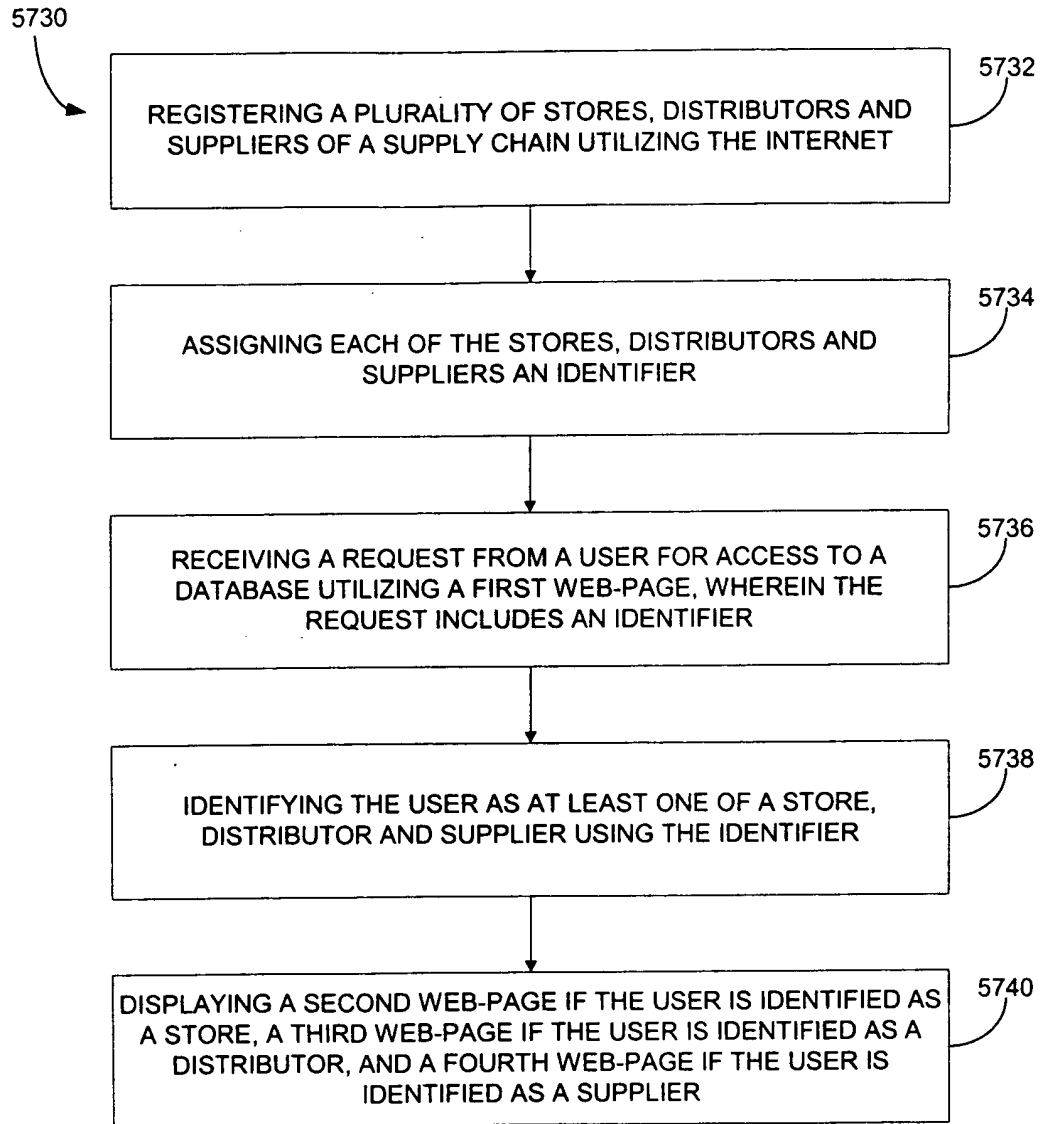 5730
5732
REGISTERING A PLURALITY OF STORES, DISTRIBUTORS AND
SUPPLIERS OF A SUPPLY CHAIN UTILIZING THE INTERNET
5734
ASSIGNING EACH OF THE STORES, DISTRIBUTORS AND
SUPPLIERS AN IDENTIFIER
5736
RECEIVING A REQUEST FROM A USER FOR ACCESS TO A
DATABASE UTILIZING A FIRST WEB-PAGE, WHEREIN THE
REQUEST INCLUDES AN IDENTIFIER
5738
IDENTIFYING THE USER AS AT LEAST ONE OF A STORE,
DISTRIBUTOR AND SUPPLIER USING THE IDENTIFIER
5740
DISPLAYING A SECOND WEB-PAGE IF THE USER IS IDENTIFIED AS
A STORE, A THIRD WEB-PAGE IF THE USER IS IDENTIFIED AS A
DISTRIBUTOR, AND A FOURTH WEB-PAGE IF THE USER IS
IDENTIFIED AS A SUPPLIER